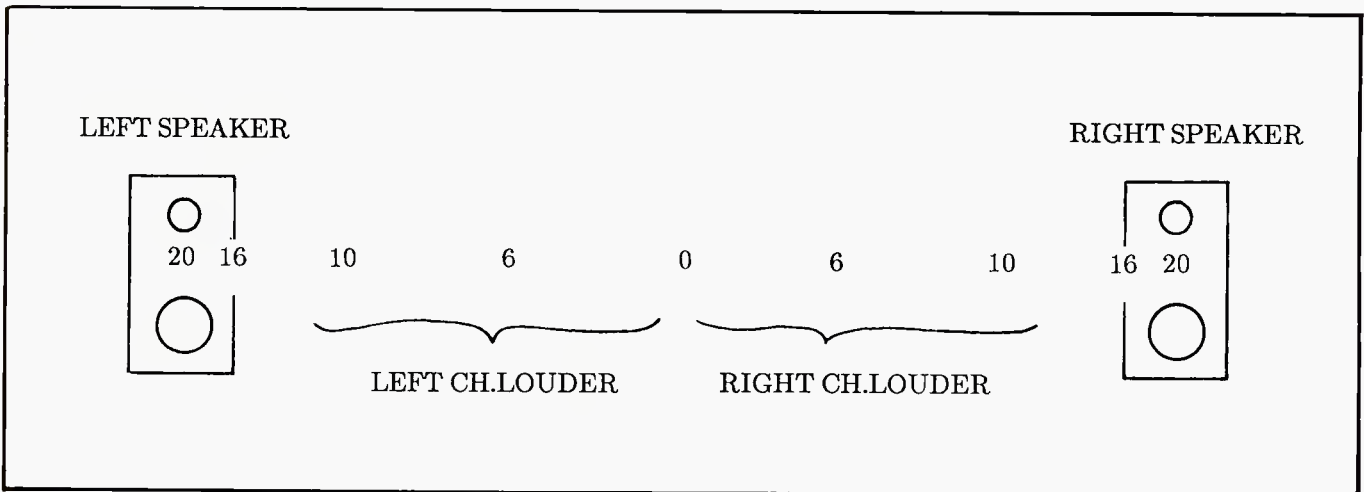 LEFT SPEAKER
RIGHT SPEAKER
20 16 10 6 0 6 10 16 20
LEFT CH.LOUDER RIGHT CH.LOUDER